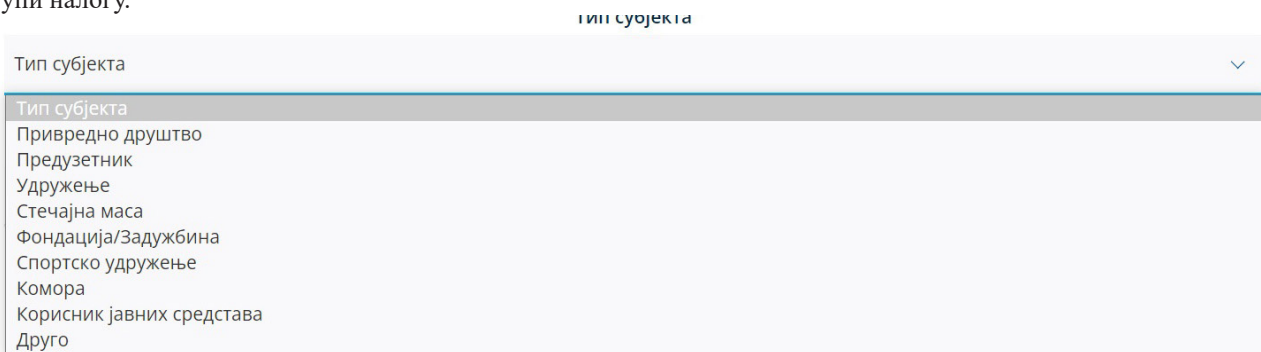 налогу.
Тип субјекта
Тип субјекта
Тип субјекта
Привредно друштво
Предузетник
Удружење
Стечајна маса
Фондација/Задужбина
Спортско удружење
Комора
Корисник јавних средстава
Друго